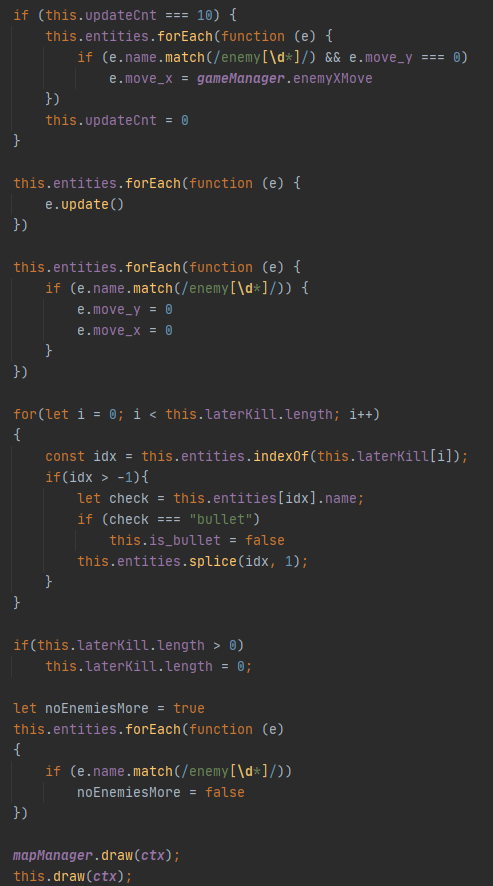 if (this.updateCnt === 10) {
    this.entities.forEach(function (e) {
        if (e.name.match(/enemy[\d*]/) && e.move_y === 0)
            e.move_x = gameManager.enemyXMove
    })
    this.updateCnt = 0
}

this.entities.forEach(function (e) {
    e.update()
})

this.entities.forEach(function (e) {
    if (e.name.match(/enemy[\d*]/)) {
        e.move_y = 0
        e.move_x = 0
    }
})

for(let i = 0; i < this.laterKill.length; i++)
{
    const idx = this.entities.indexOf(this.laterKill[i]);
    if(idx > -1){
        let check = this.entities[idx].name;
        if (check === "bullet")
            this.is_bullet = false
        this.entities.splice(idx, 1);
    }
}

if(this.laterKill.length > 0)
    this.laterKill.length = 0;

let noEnemiesMore = true
this.entities.forEach(function (e)
{
    if (e.name.match(/enemy[\d*]/))
        noEnemiesMore = false
})

mapManager.draw(ctx);
this.draw(ctx);